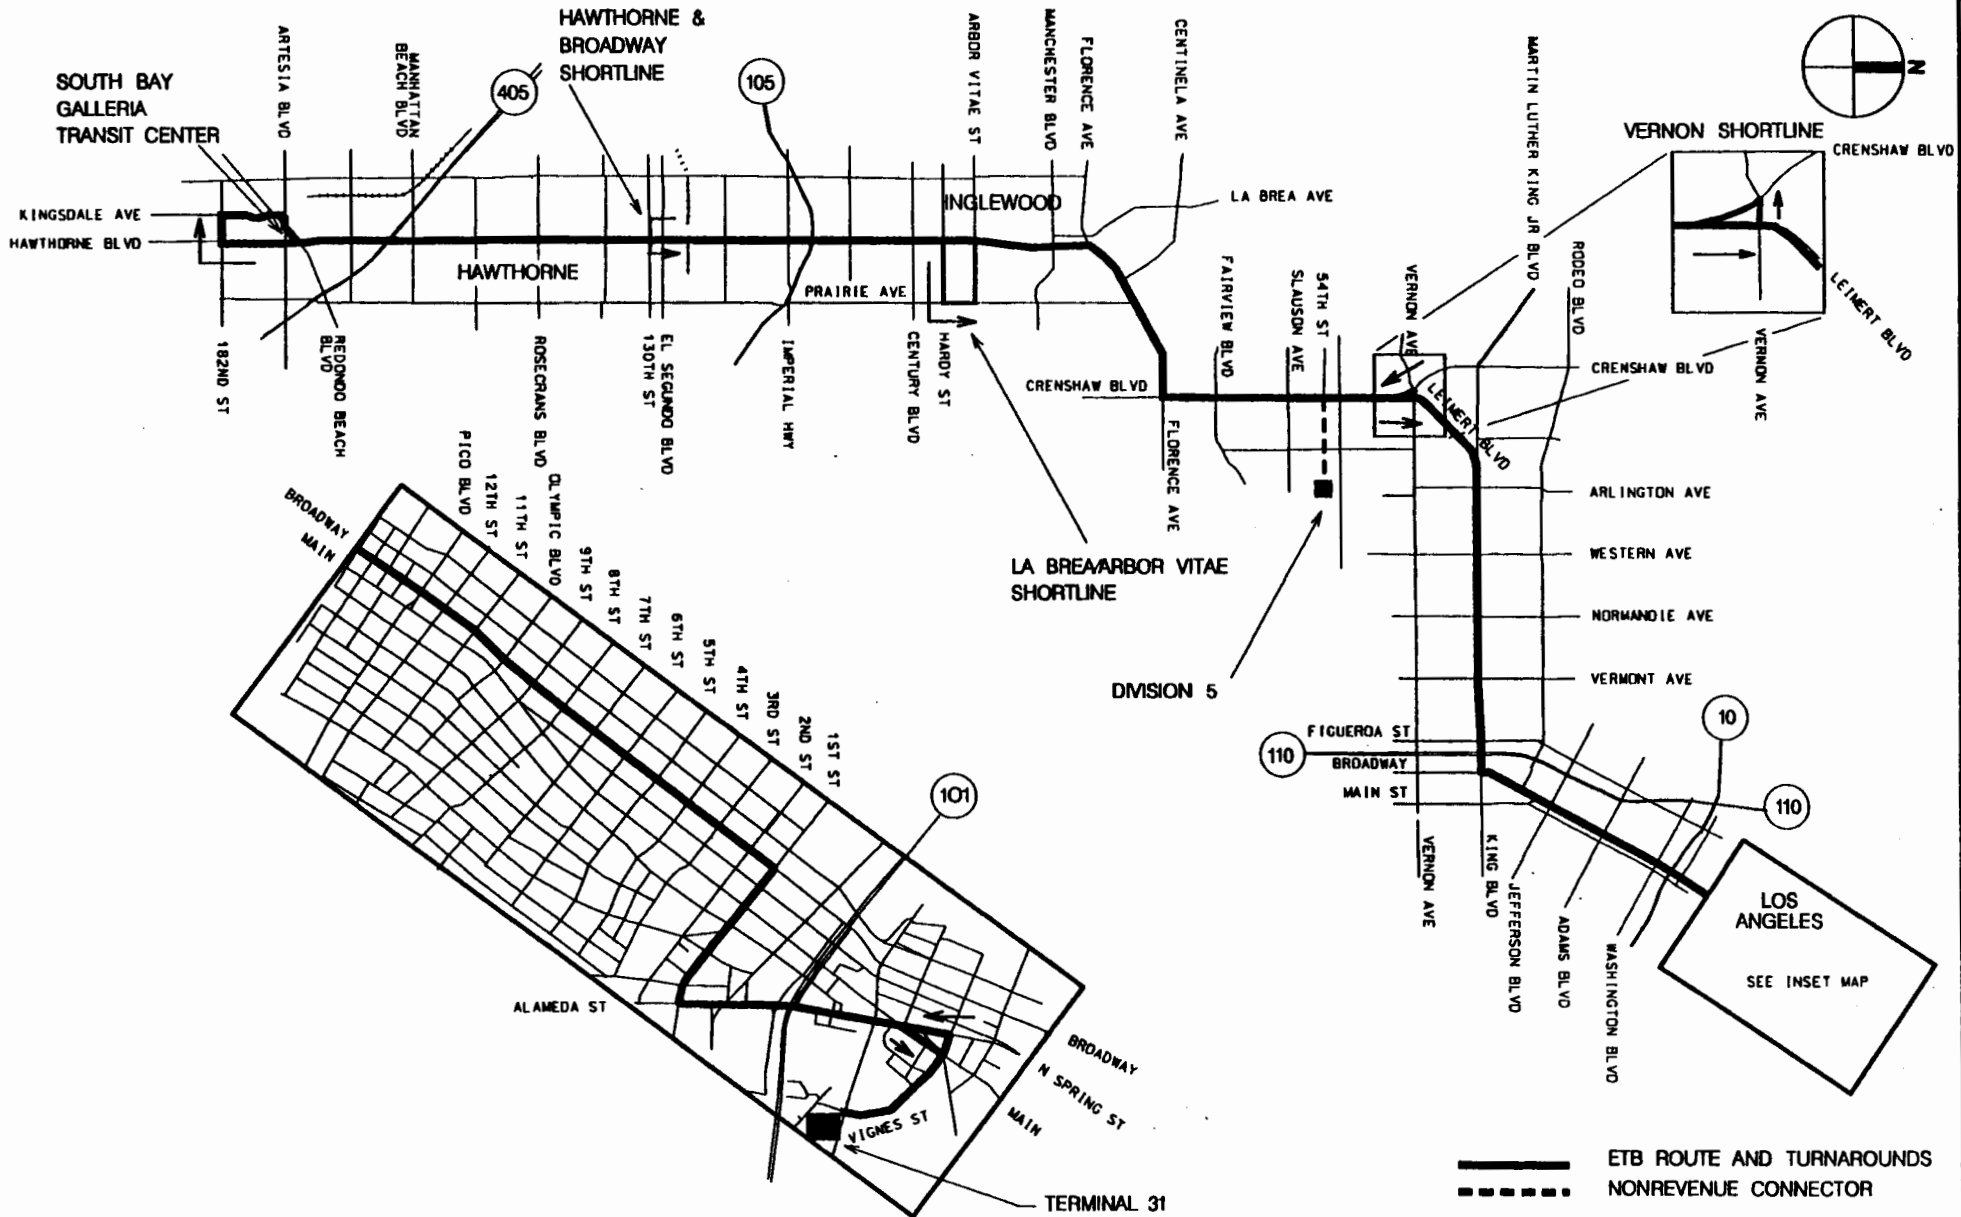 HAWTHORNE &
BROADWAY
SHORTLINE
SOUTH BAY
GALLERIA
TRANSIT CENTER
ARTESIA BLVD
MANHATTAN
BEACH BLVD
405
105
ARBOR VITAE ST
MANCHESTER BLVD
FLORENCE AVE
CENTINELA AVE
MARTIN LUTHER KING JR BLVD
N
VERNON SHORTLINE
CRENSHAW BLVD
LEIMERT BLVD
VERNON AVE
KINGSDALE AVE
HAWTHORNE BLVD
INGLEWOOD
LA BREA AVE
HAWTHORNE
PRAIRIE AVE
FAIRVIEW BLVD
SLAUSON AVE
54TH ST
VERNON AVE
RODEO BLVD
182ND ST
REDONDO BEACH
BLVD
ROSECRANS BLVD
130TH ST
EL SEGUNDO BLVD
IMPERIAL HWY
CENTURY BLVD
HARDY ST
CRENSHAW BLVD
CRENSHAW BLVD
LEIMERT BLVD
FLORENCE AVE
ARLINGTON AVE
WESTERN AVE
NORMANDIE AVE
VERMONT AVE
LA BREA/ARBOR VITAE
SHORTLINE
DIVISION 5
FIGUEROA ST
110
BROADWAY
MAIN ST
10
110
VERNON AVE
KING BLVD
JEFFERSON BLVD
ADAMS BLVD
WASHINGTON BLVD
LOS
ANGELES
SEE INSET MAP
BROADWAY
MAIN
PICO BLVD
12TH ST
11TH ST
OLYMPIC BLVD
9TH ST
8TH ST
7TH ST
6TH ST
5TH ST
4TH ST
3RD ST
2ND ST
1ST ST
101
ALAMEDA ST
BROADWAY
N SPRING ST
MAIN
VIGNES ST
TERMINAL 31
ETB ROUTE AND TURNAROUNDS
NONREVENUE CONNECTOR